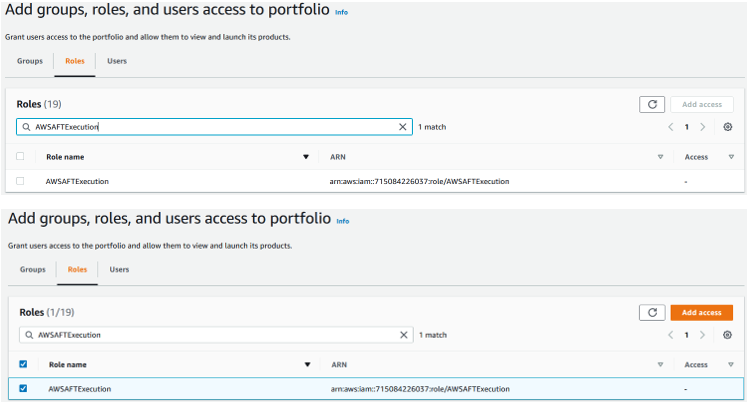 Add groups, roles, and users access to portfolio Info
Grant users access to the portfolio and allow them to view and launch its products.
Groups Roles Users
Roles (19) Add access
AWSAFTExecution 1 match 1
Role name ARN Access
AWSAFTExecution arn:aws:iam::715084226037:role/AWSAFTExecution -
Add groups, roles, and users access to portfolio Info
Grant users access to the portfolio and allow them to view and launch its products.
Groups Roles Users
Roles (1/19) Add access
AWSAFTExecution 1 match 1
Role name ARN Access
AWSAFTExecution arn:aws:iam::715084226037:role/AWSAFTExecution -